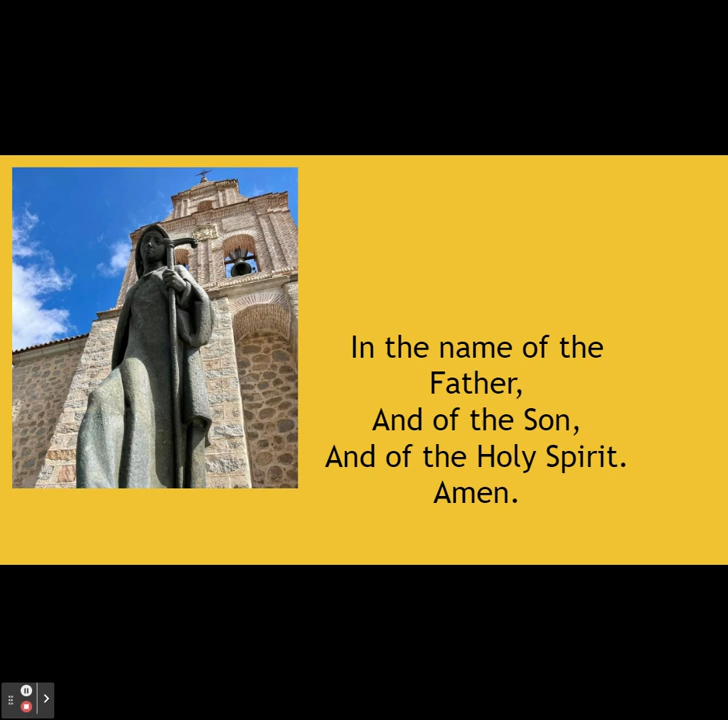 In the name of the
Father,
And of the Son,
And of the Holy Spirit.
Amen.